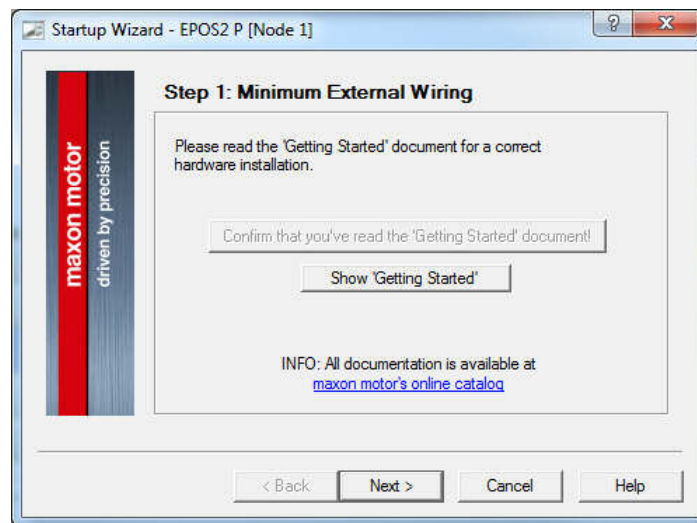 Startup Wizard - EPOS2 P [Node 1]
Step 1: Minimum External Wiring
maxon motor
driven by precision
Please read the 'Getting Started' document for a correct
hardware installation.
Confirm that you've read the 'Getting Started' document!
Show 'Getting Started'
INFO: All documentation is available at
maxon motor's online catalog
< Back
Next >
Cancel
Help